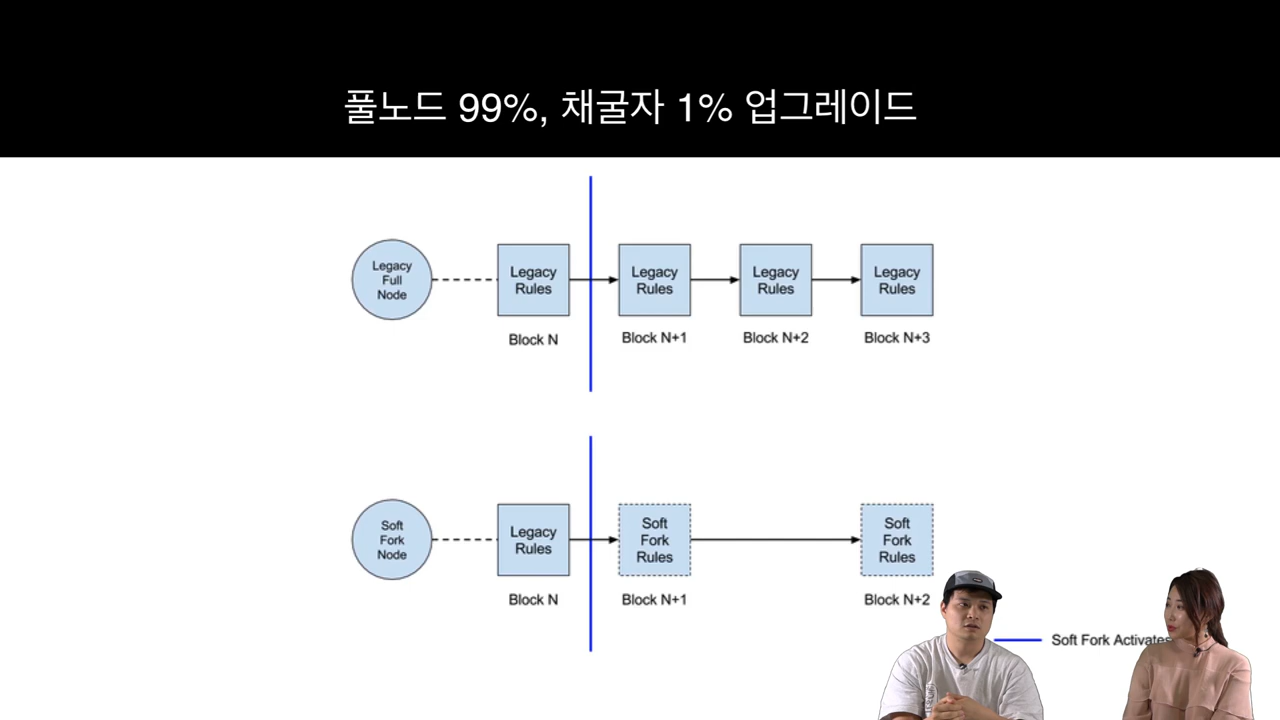 풀노드 99%, 채굴자 1% 업그레이드
Legacy
Full
Node
Legacy
Rules
Legacy
Rules
Legacy
Rules
Legacy
Rules
Block N
Block N+1
Block N+2
Block N+3
Soft
Fork
Node
Legacy
Rules
Soft
Fork
Rules
Soft
Fork
Rules
Block N
Block N+1
Block N+2
Soft Fork Activates